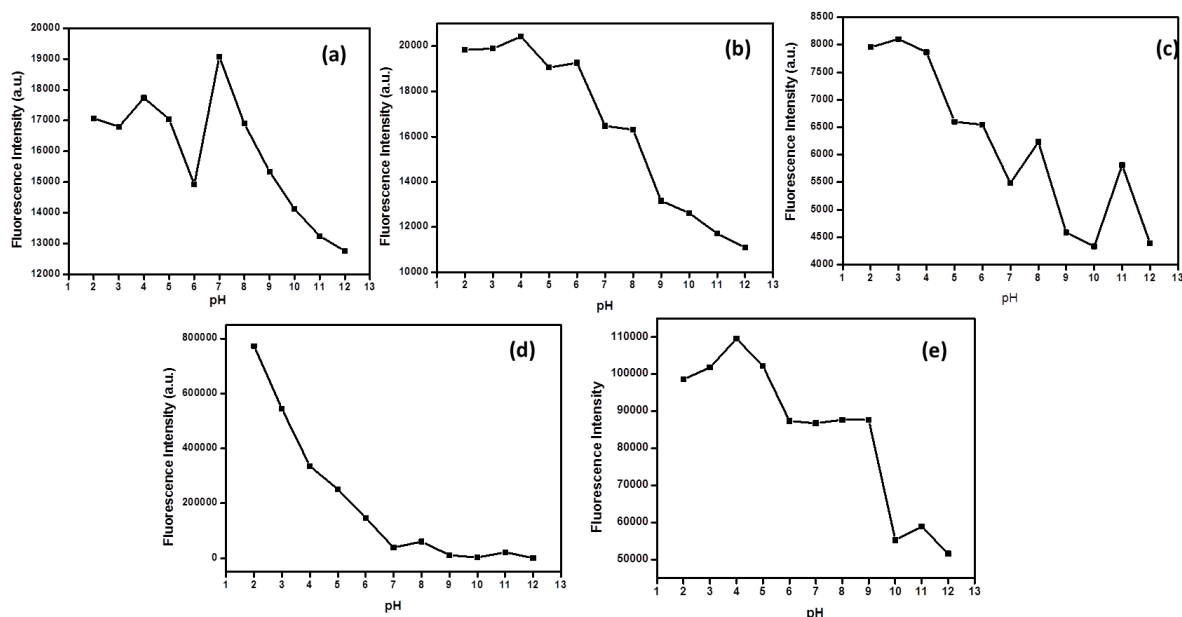 (a)
Fluorescence Intensity (a.u.)
20000
19000
18000
17000
16000
15000
14000
13000
12000
1 2 3 4 5 6 7 8 9 10 11 12 13
pH
(b)
Fluorescence Intensity (a.u.)
20000
18000
16000
14000
12000
10000
1 2 3 4 5 6 7 8 9 10 11 12 13
pH
(c)
Fluorescence Intensity (a.u.)
8500
8000
7500
7000
6500
6000
5500
5000
4500
4000
1 2 3 4 5 6 7 8 9 10 11 12 13
pH
(d)
Fluorescence Intensity (a.u.)
800000
600000
400000
200000
0
1 2 3 4 5 6 7 8 9 10 11 12 13
pH
(e)
Fluorescence Intensity
110000
100000
90000
80000
70000
60000
50000
1 2 3 4 5 6 7 8 9 10 11 12 13
pH